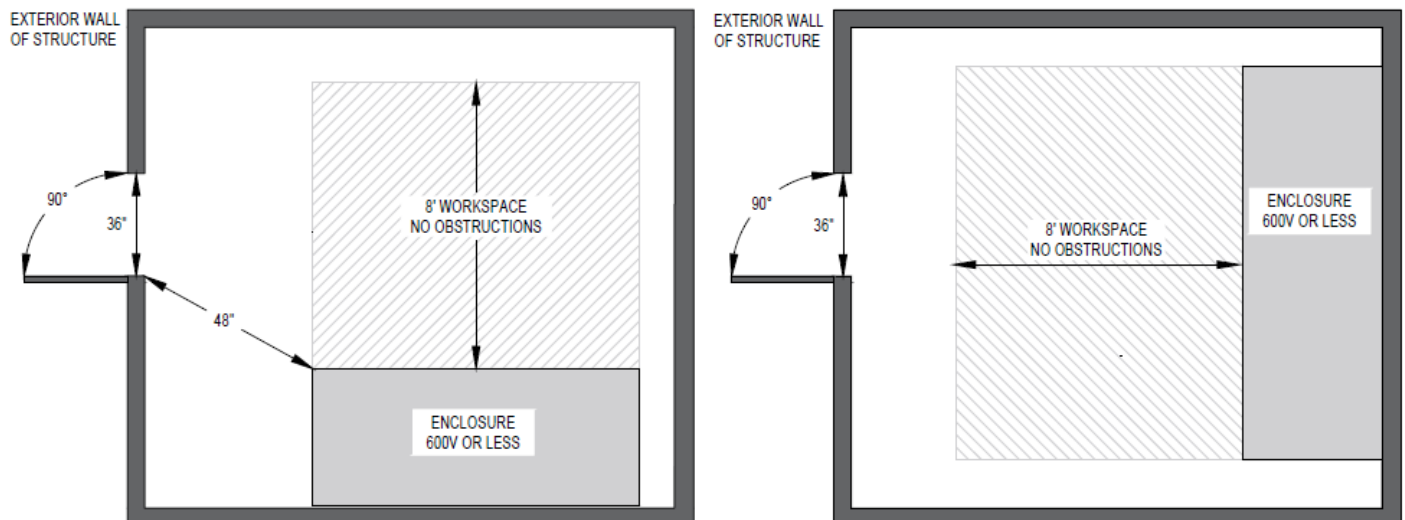 EXTERIOR WALL
OF STRUCTURE
90°
36"
8' WORKSPACE
NO OBSTRUCTIONS
48"
ENCLOSURE
600V OR LESS
EXTERIOR WALL
OF STRUCTURE
90°
36"
8' WORKSPACE
NO OBSTRUCTIONS
ENCLOSURE
600V OR LESS